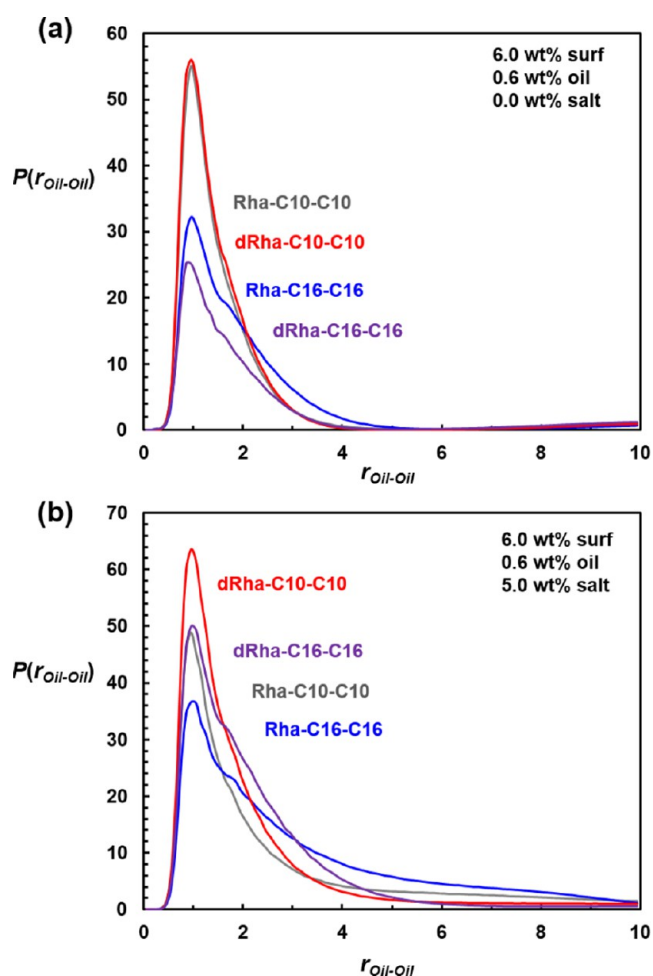 (a)
60
50
40
30
20
10
0
P(rOil-Oil)
6.0 wt% surf
0.6 wt% oil
0.0 wt% salt
Rha-C10-C10
dRha-C10-C10
Rha-C16-C16
dRha-C16-C16
0 2 4 6 8 10
rOil-Oil
(b)
70
60
50
40
30
20
10
0
P(rOil-Oil)
6.0 wt% surf
0.6 wt% oil
5.0 wt% salt
dRha-C10-C10
dRha-C16-C16
Rha-C10-C10
Rha-C16-C16
0 2 4 6 8 10
rOil-Oil